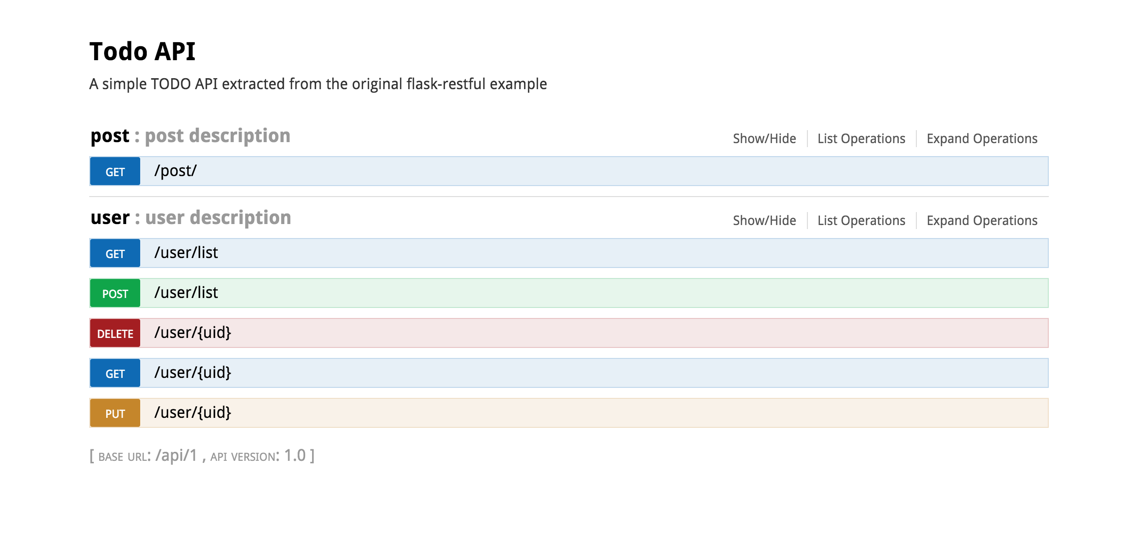 Todo API
A simple TODO API extracted from the original flask-restful example
post : post description Show/Hide List Operations Expand Operations
GET /post/
user : user description Show/Hide List Operations Expand Operations
GET /user/list
POST /user/list
DELETE /user/{uid}
GET /user/{uid}
PUT /user/{uid}
[ BASE URL: /api/1 , API VERSION: 1.0 ]